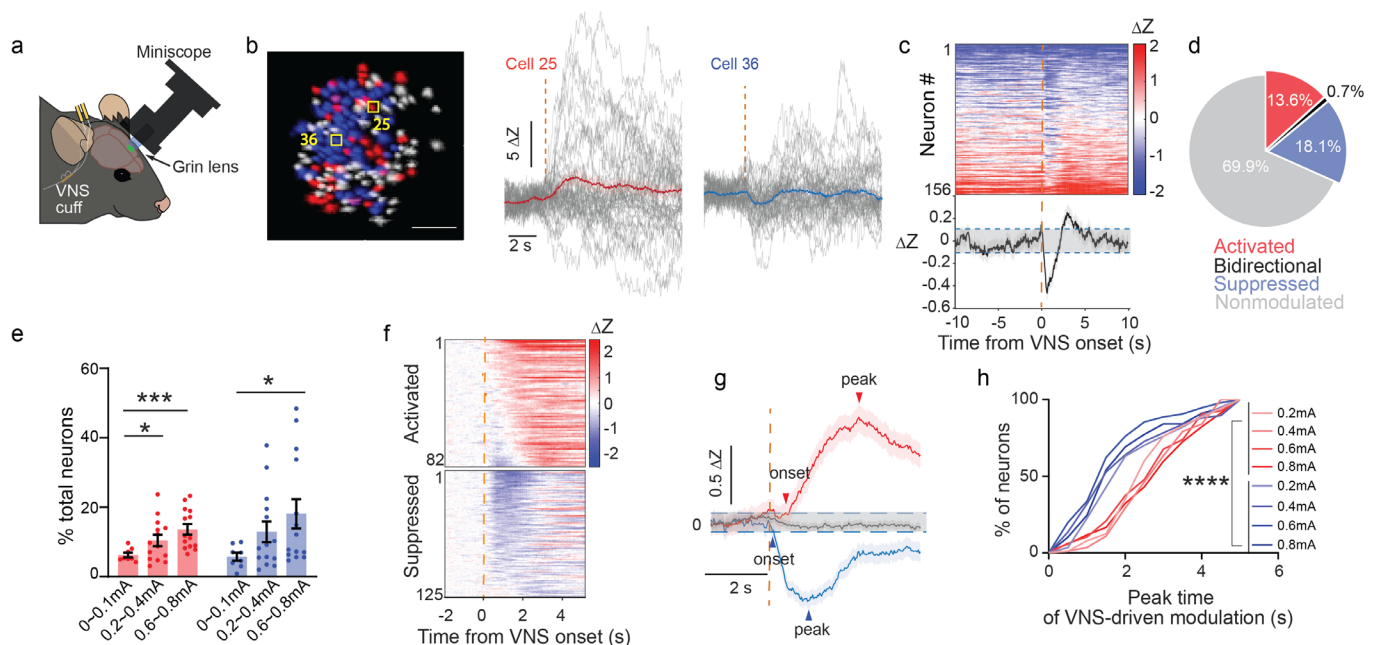 a
Miniscope
Grin lens
VNS
cuff
b
36
25
Cell 25
5 ΔZ
2 s
Cell 36
c
ΔZ
1
Neuron #
156
2
1
0
-1
-2
0.2
0
ΔZ
-0.2
-0.4
-0.6
-10
-5
0
5
10
Time from VNS onset (s)
d
13.6%
0.7%
18.1%
69.9%
Activated
Bidirectional
Suppressed
Nonmodulated
e
% total neurons
60
40
20
0
***
*
*
0~0.1mA
0.2~0.4mA
0.6~0.8mA
0~0.1mA
0.2~0.4mA
0.6~0.8mA
f
ΔZ
Activated
1
82
Suppressed
1
125
2
1
0
-1
-2
-2
0
2
4
Time from VNS onset (s)
g
peak
0.5 ΔZ
onset
0
onset
2 s
peak
h
% of neurons
100
50
0
0
2
4
6
Peak time
of VNS-driven modulation (s)
****
0.2mA
0.4mA
0.6mA
0.8mA
0.2mA
0.4mA
0.6mA
0.8mA